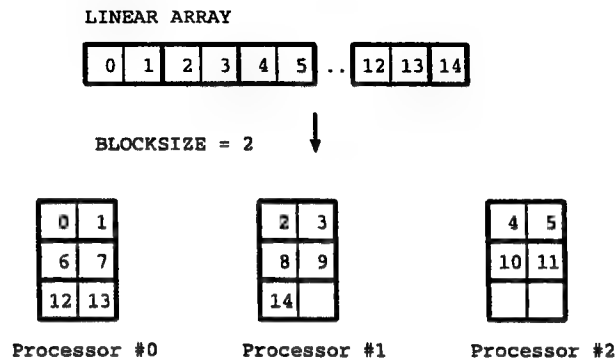 LINEAR ARRAY
0 1 2 3 4 5 .. 12 13 14
BLOCKSIZE = 2
0 1
6 7
12 13
Processor #0
2 3
8 9
14
Processor #1
4 5
10 11
Processor #2